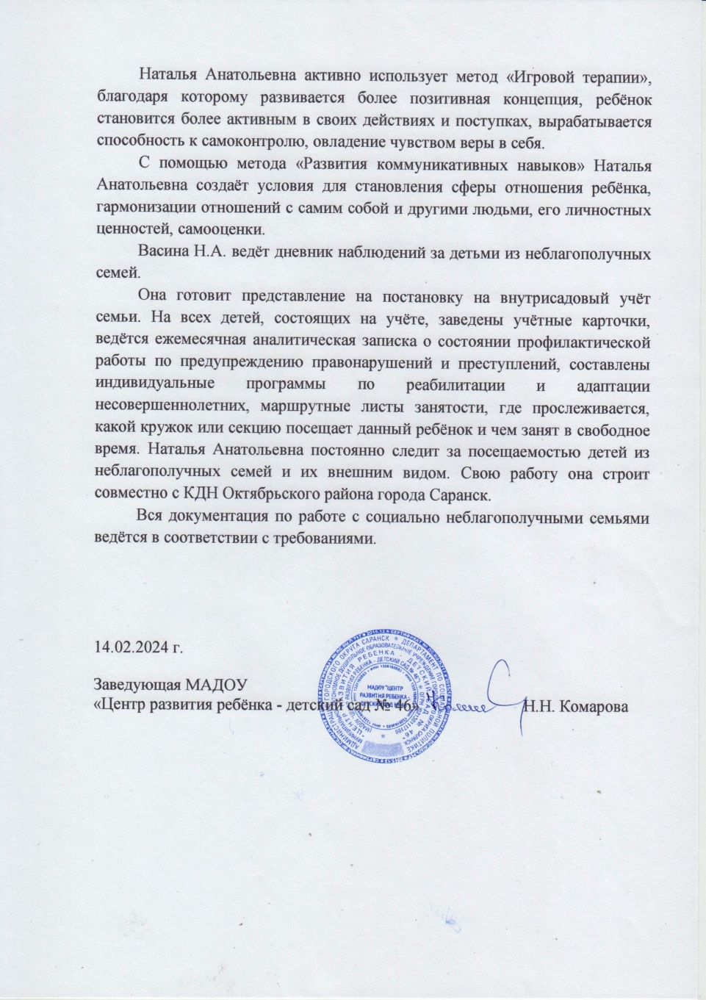 Наталья Анатольевна активно использует метод «Игровой терапии»,
благодаря которому развивается более позитивная концепция, ребёнок
становится более активным в своих действиях и поступках, вырабатывается
способность к самоконтролю, овладение чувством веры в себя.
С помощью метода «Развития коммуникативных навыков» Наталья
Анатольевна создаёт условия для становления сферы отношения ребёнка,
гармонизации отношений с самим собой и другими людьми, его личностных
ценностей, самооценки.
Васина Н.А. ведёт дневник наблюдений за детьми из неблагополучных
семей.
Она готовит представление на постановку на внутрисадовый учёт
семьи. На всех детей, состоящих на учёте, заведены учётные карточки,
ведётся ежемесячная аналитическая записка о состоянии профилактической
работы по предупреждению правонарушений и преступлений, составлены
индивидуальные программы по реабилитации и адаптации
несовершеннолетних, маршрутные листы занятости, где прослеживается,
какой кружок или секцию посещает данный ребёнок и чем занят в свободное
время. Наталья Анатольевна постоянно следит за посещаемостью детей из
неблагополучных семей и их внешним видом. Свою работу она строит
совместно с КДН Октябрьского района города Саранск.
Вся документация по работе с социально неблагополучными семьями
ведётся в соответствии с требованиями.
14.02.2024 г.
Заведующая МАДОУ
«Центр развития ребёнка - детский сад № 46»
Н.Н. Комарова
МАДОУ "ЦЕНТР
РАЗВИТИЯ РЕБЕНКА -
ДЕТСКИЙ САД